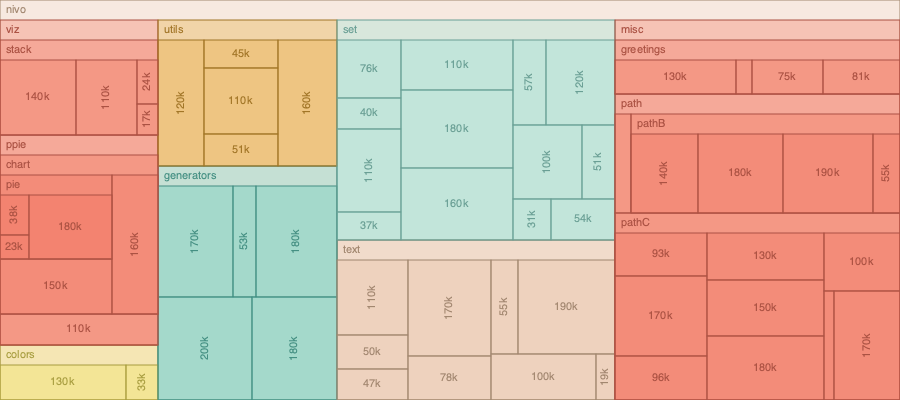 nivo
viz
stack
140k
110k
24k
17k
ppie
chart
pie
38k
23k
180k
150k
160k
110k
colors
130k
33k
utils
120k
45k
110k
51k
160k
generators
170k
53k
180k
200k
180k
set
76k
40k
110k
37k
110k
180k
160k
57k
120k
100k
51k
31k
54k
text
110k
50k
47k
170k
78k
55k
190k
100k
19k
misc
greetings
130k
75k
81k
path
pathB
140k
180k
190k
55k
pathC
93k
170k
96k
130k
150k
180k
100k
170k